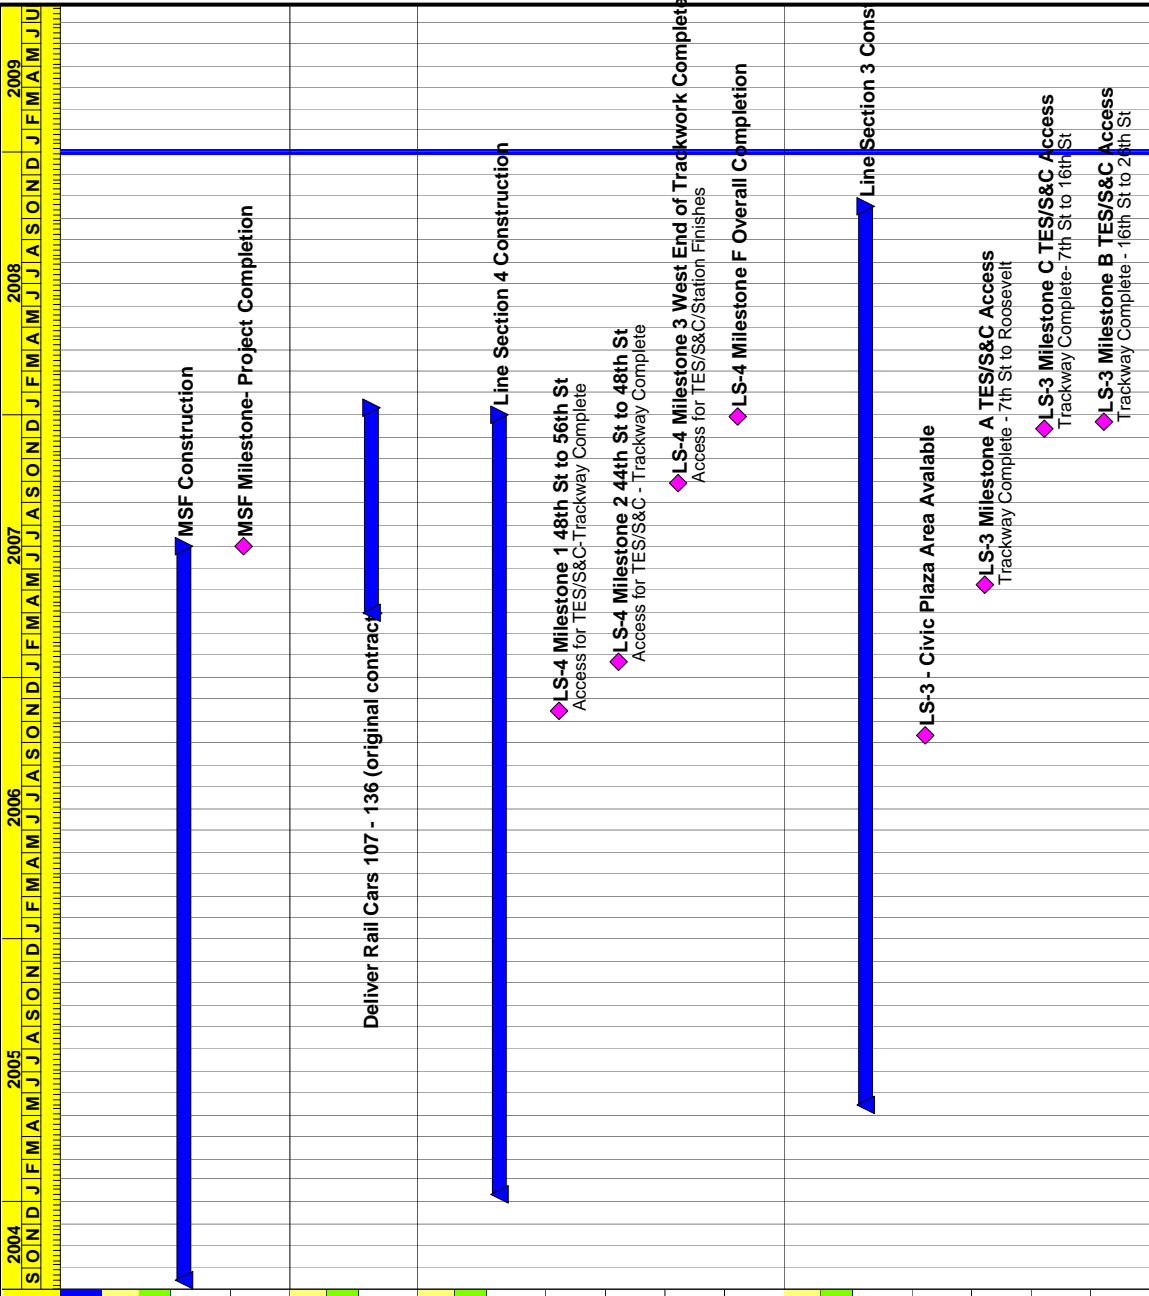 2004 2005 2006 2007 2008 2009
S O N D J F M A M J J A S O N D J F M A M J J A S O N D J F M A M J J A S O N D J F M A M J J A S O N D J F M A M J U
MSF Construction
MSF Milestone- Project Completion
Deliver Rail Cars 107 - 136 (original contract
Line Section 4 Construction
LS-4 Milestone 1 48th St to 56th St
Access for TES/S&C-Trackway Complete
LS-4 Milestone 2 44th St to 48th St
Access for TES/S&C - Trackway Complete
LS-4 Milestone 3 West End of Trackwork Complete
Access for TES/S&C/Station Finishes
LS-4 Milestone F Overall Completion
Line Section 3 Cons
LS-3 - Civic Plaza Area Avalable
LS-3 Milestone A TES/S&C Access
Trackway Complete - 7th St to Roosevelt
LS-3 Milestone C TES/S&C Access
Trackway Complete- 7th St to 16th St
LS-3 Milestone B TES/S&C Access
Trackway Complete - 16th St to 26th St